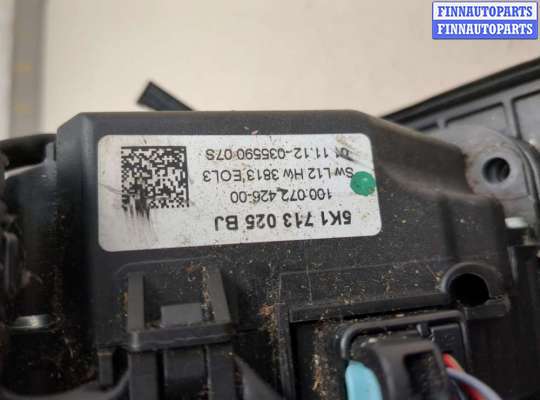 FINNAUTOPARTS
FINNAUTOPARTS
5K1 713 025 BJ
100.072.426-00
SW L12 HW 3813 EOL3
01.11.12-035590 07S